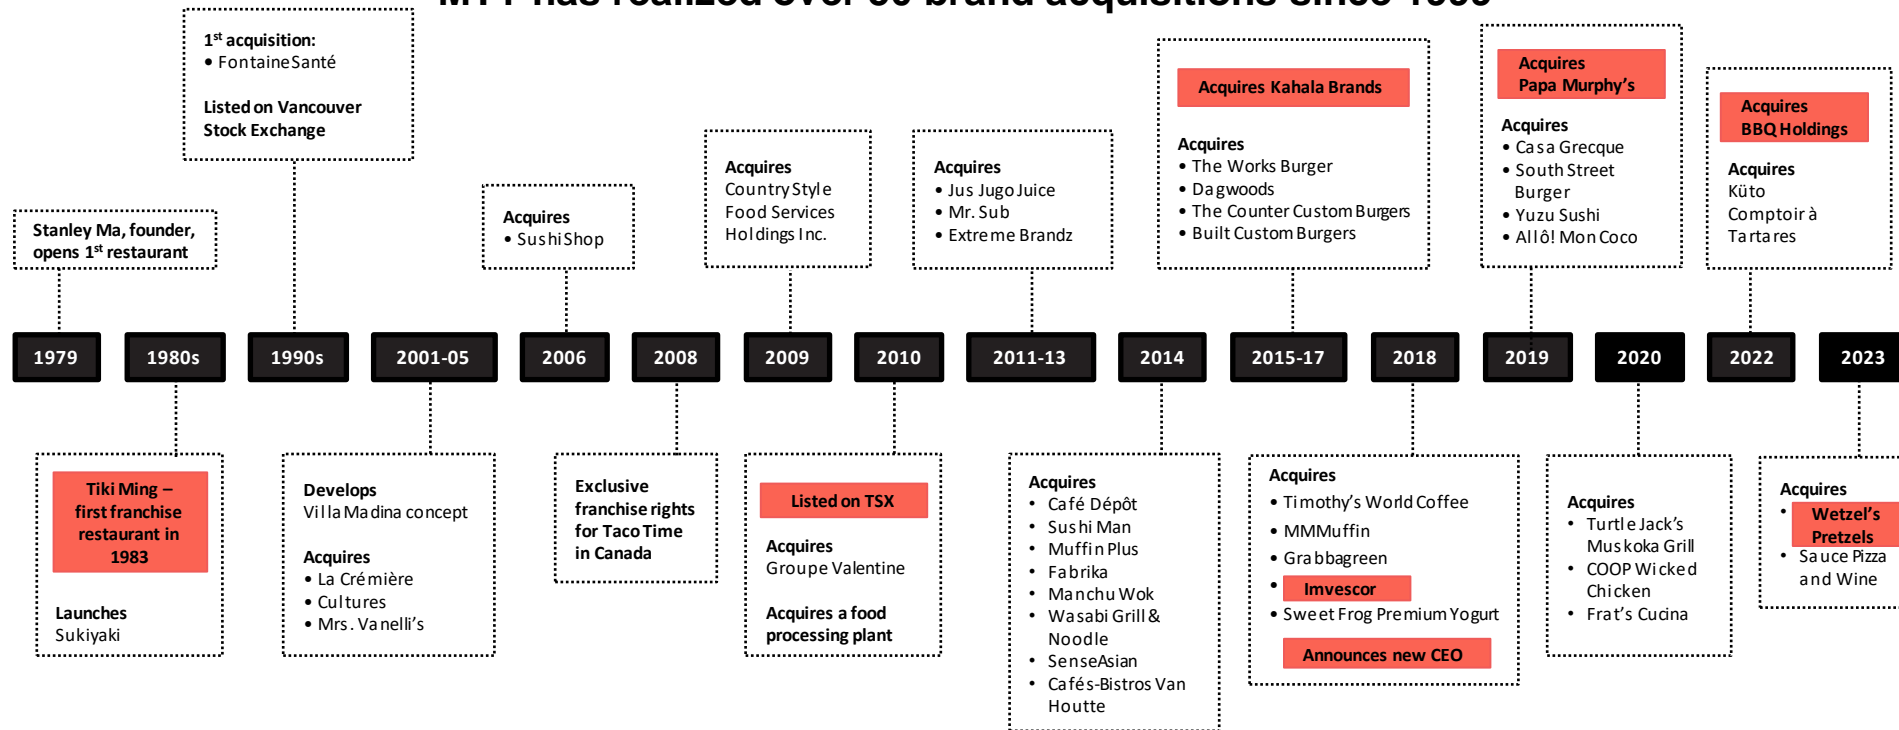 MTY has realized over brand acquisitions since
1st acquisition:
• Fontaine Santé
Listed on Vancouver
Stock Exchange
Stanley Ma, founder,
opens 1st restaurant
Acquires
• Sushi Shop
Acquires
Country Style
Food Services
Holdings Inc.
Acquires
• Jus Jugo Juice
• Mr. Sub
• Extreme Brandz
Acquires Kahala Brands
Acquires
• The Works Burger
• Dagwoods
• The Counter Custom Burgers
• Built Custom Burgers
Acquires
Papa Murphy's
Acquires
• Casa Grecque
• South Street
Burger
• Yuzu Sushi
• Allô! Mon Coco
Acquires
BBQ Holdings
Acquires
Küto
Comptoir à
Tartares
1979
1980s
1990s
2001-05
2006
2008
2009
2010
2011-13
2014
2015-17
2018
2019
2020
2022
2023
Tiki Ming –
first franchise
restaurant in
1983
Launches
Sukiyaki
Develops
Villa Madina concept
Acquires
• La Crémière
• Cultures
• Mrs. Vanelli's
Exclusive
franchise rights
for Taco Time
in Canada
Listed on TSX
Acquires
Groupe Valentine
Acquires a food
processing plant
Acquires
• Café Dépôt
• Sushi Man
• Muffin Plus
• Fabrika
• Manchu Wok
• Wasabi Grill &
Noodle
• SenseAsian
• Cafés-Bistros Van
Houtte
Acquires
• Timothy's World Coffee
• MMMuffin
• Grabbagreen
• Imvescor
• Sweet Frog Premium Yogurt
Announces new CEO
Acquires
• Turtle Jack's
Muskoka Grill
• COOP Wicked
Chicken
• Frat's Cucina
Acquires
• Wetzel's
Pretzels
• Sauce Pizza
and Wine